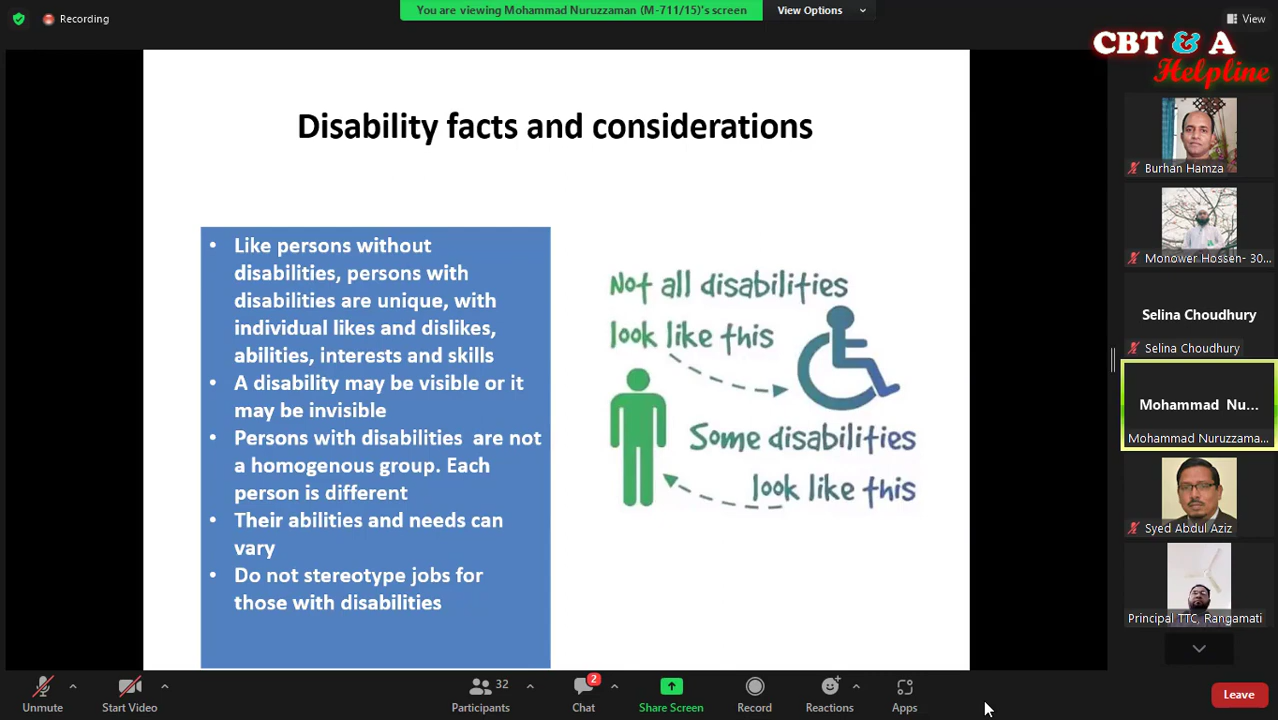 Recording
You are viewing Mohammad Nuruzzaman (M-711/15)'s screen
View Options
View
CBT & A
Helpline
Disability facts and considerations
• Like persons without
disabilities, persons with
disabilities are unique, with
individual likes and dislikes,
abilities, interests and skills
• A disability may be visible or it
may be invisible
• Persons with disabilities are not
a homogenous group. Each
person is different
• Their abilities and needs can
vary
• Do not stereotype jobs for
those with disabilities
Not all disabilities
look like this
Some disabilities
look like this
Burhan Hamza
Monower Hossen- 30...
Selina Choudhury
Selina Choudhury
Mohammad Nu...
Mohammad Nuruzzama...
Syed Abdul Aziz
Principal TTC, Rangamati
Unmute
Start Video
32
Participants
2
Chat
Share Screen
Record
Reactions
Apps
Leave